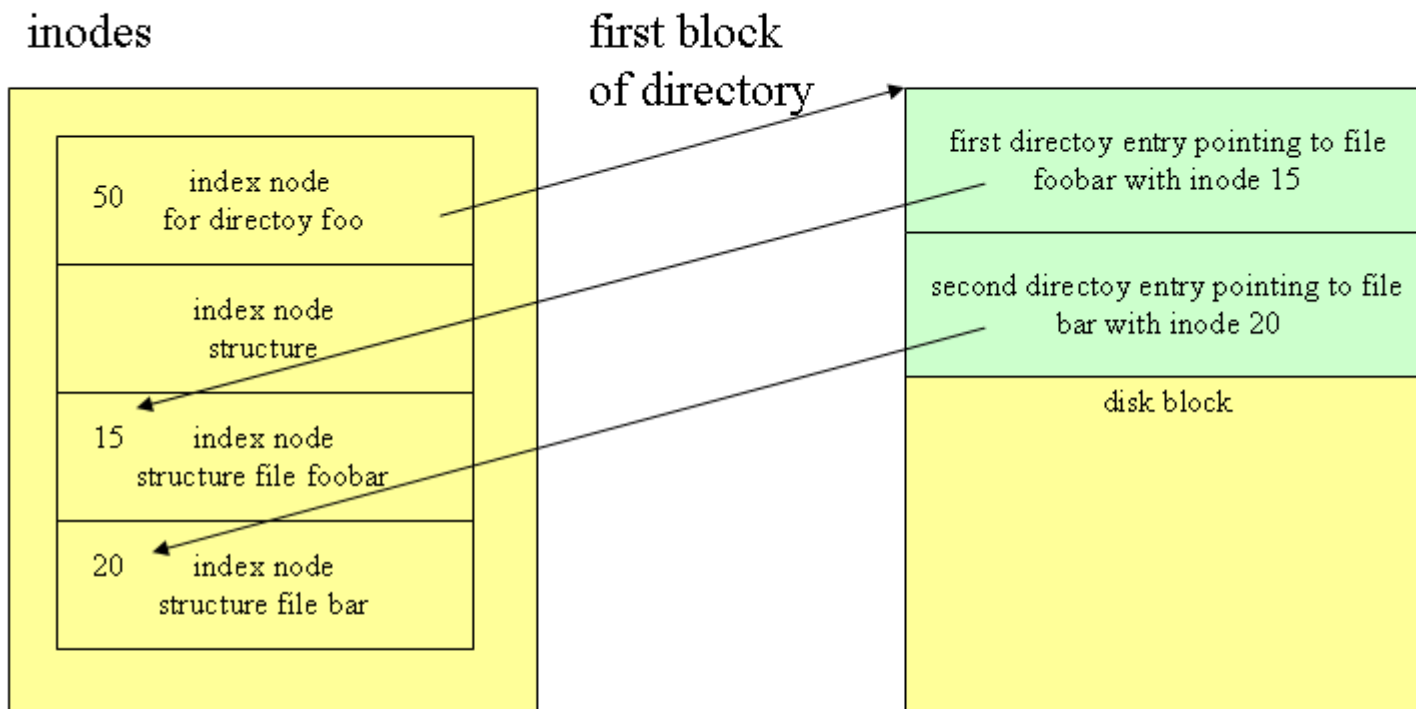 inodes
first block
of directory
50
index node
for directoy foo
index node
structure
15
index node
structure file foobar
20
index node
structure file bar
first directoy entry pointing to file
foobar with inode 15
second directoy entry pointing to file
bar with inode 20
disk block